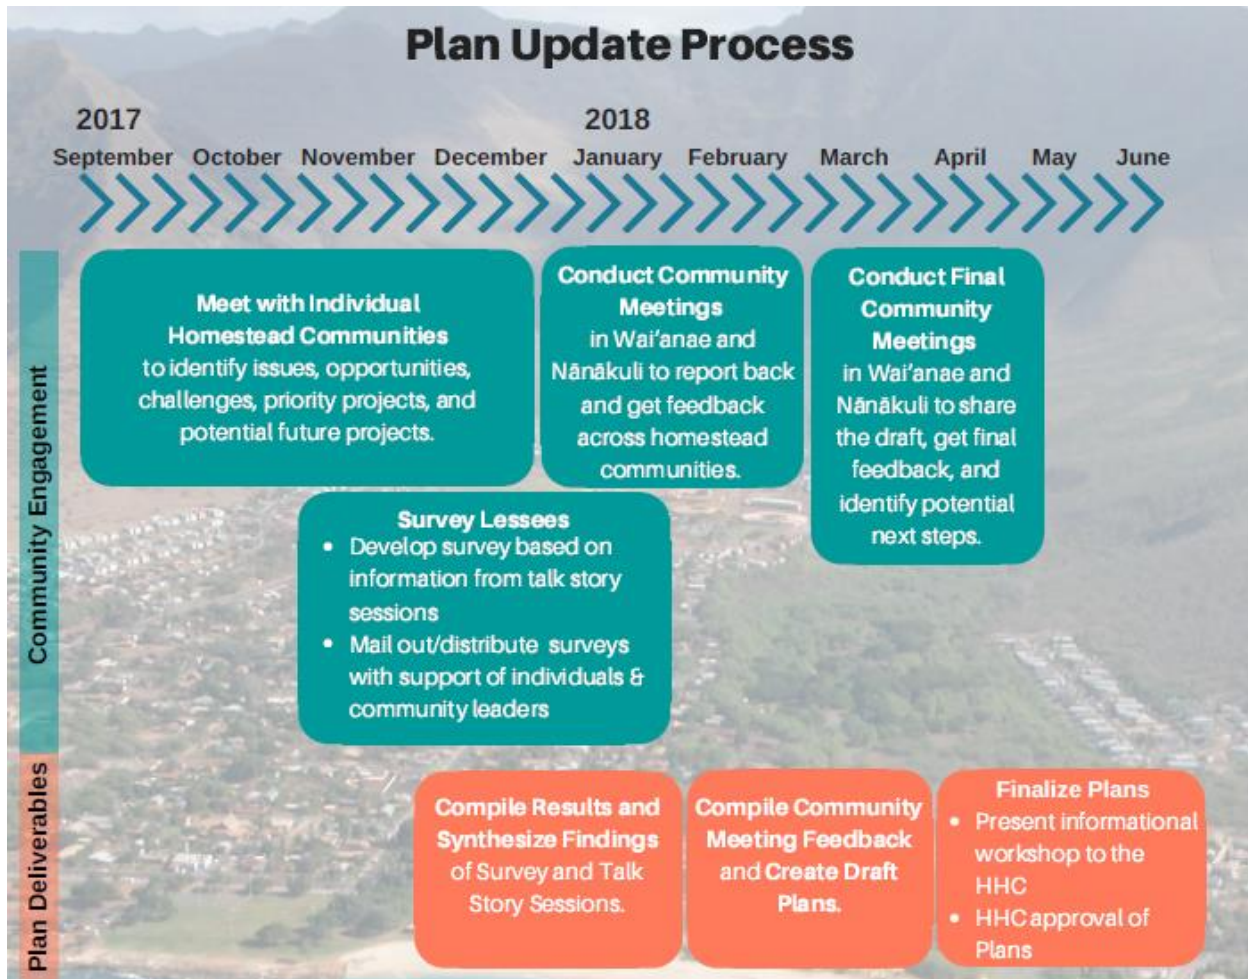 Plan Update Process
2017
2018
September October November December January February March April May June
Community Engagement
Meet with Individual
Homestead Communities
to identify issues, opportunities,
challenges, priority projects, and
potential future projects.
Conduct Community
Meetings
in Wai'anae and
Nānākuli to report back
and get feedback
across homestead
communities.
Conduct Final
Community
Meetings
in Wai'anae and
Nānākuli to share
the draft, get final
feedback, and
identify potential
next steps.
Survey Lessees
• Develop survey based on
information from talk story
sessions
• Mail out/distribute surveys
with support of individuals &
community leaders
Plan Deliverables
Compile Results and
Synthesize Findings
of Survey and Talk
Story Sessions.
Compile Community
Meeting Feedback
and Create Draft
Plans.
Finalize Plans
• Present informational
workshop to the
HHC
• HHC approval of
Plans